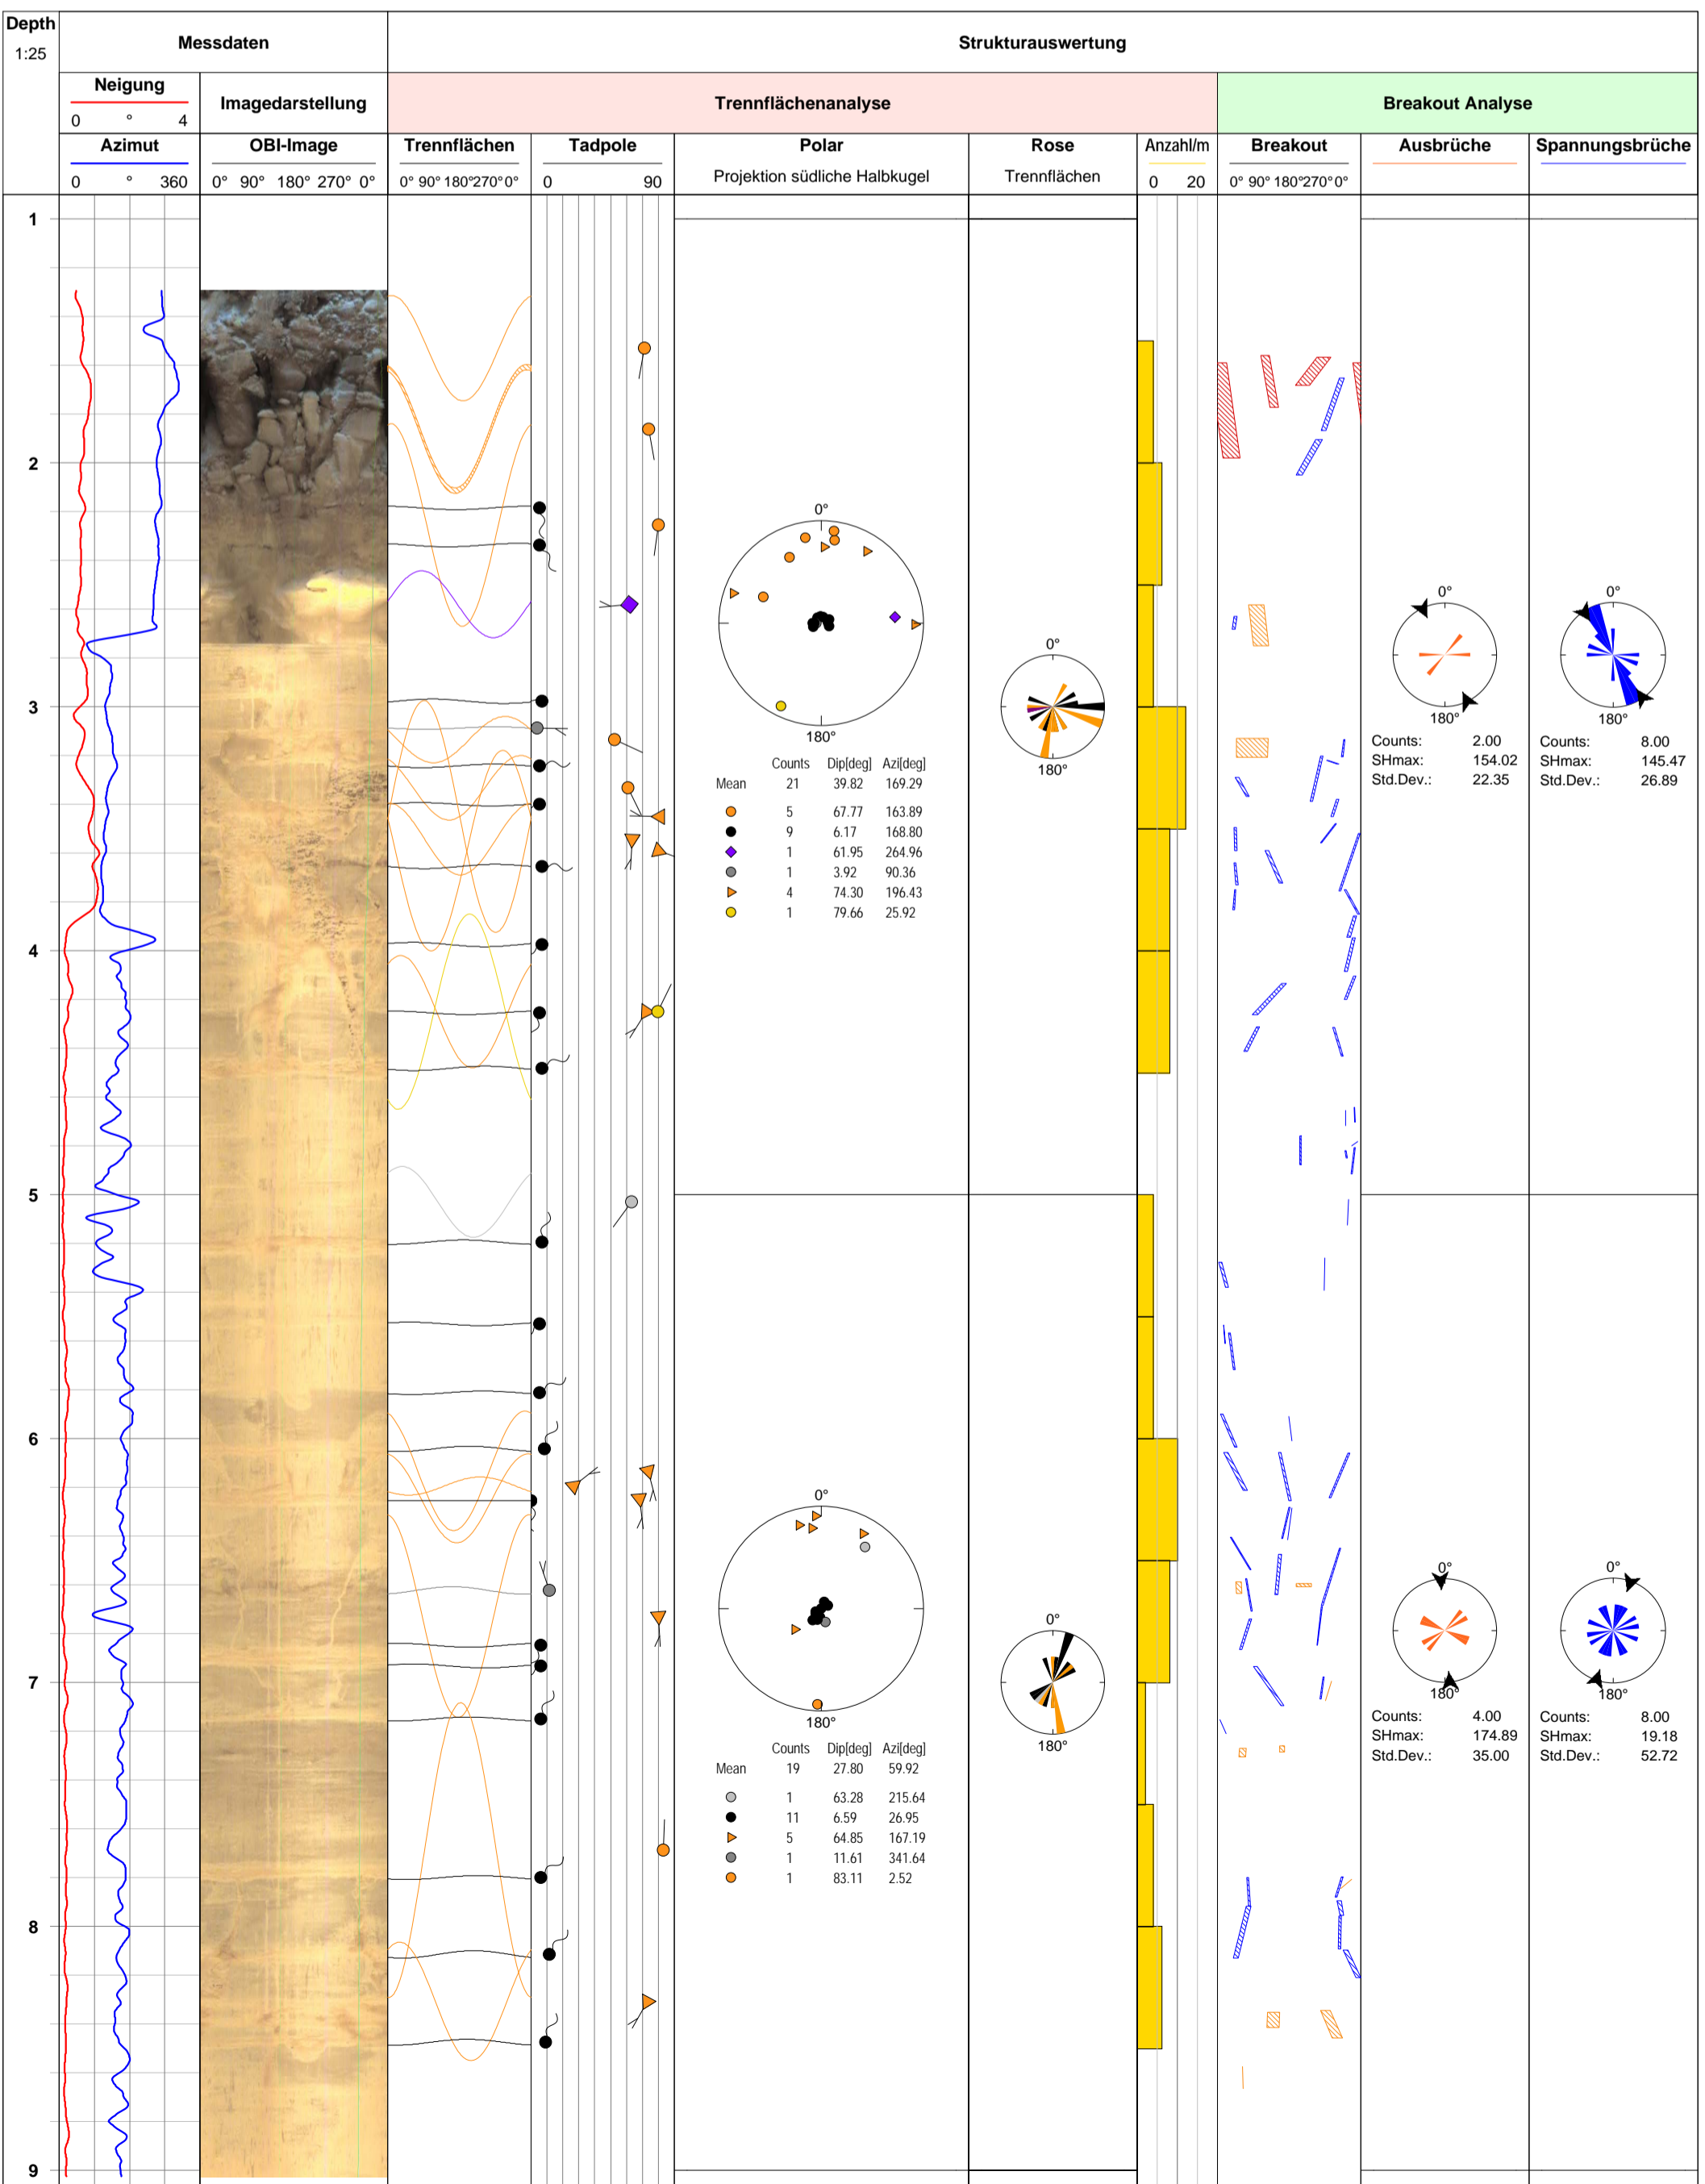 Depth
1:25
Messdaten
Strukturauswertung
Neigung
0 ° 4
Imagedarstellung
Trennflächenanalyse
Breakout Analyse
Azimut
0 ° 360
OBI-Image
0° 90° 180° 270° 0°
Trennflächen
0° 90° 180° 270° 0°
Tadpole
0 90
Polar
Projektion südliche Halbkugel
Rose
Trennflächen
Anzahl/m
0 20
Breakout
0° 90° 180° 270° 0°
Ausbrüche
Spannungsbrüche
1
2
3
4
5
6
7
8
9
0°
180°
Counts Dip[deg] Azi[deg]
Mean 21 39.82 169.29
5 67.77 163.89
9 6.17 168.80
1 61.95 264.96
1 3.92 90.36
4 74.30 196.43
1 79.66 25.92
0°
180°
0°
180°
Counts: 2.00
SHmax: 154.02
Std.Dev.: 22.35
0°
180°
Counts: 8.00
SHmax: 145.47
Std.Dev.: 26.89
0°
180°
Counts Dip[deg] Azi[deg]
Mean 19 27.80 59.92
1 63.28 215.64
11 6.59 26.95
5 64.85 167.19
1 11.61 341.64
1 83.11 2.52
0°
180°
0°
180°
Counts: 4.00
SHmax: 174.89
Std.Dev.: 35.00
0°
180°
Counts: 8.00
SHmax: 19.18
Std.Dev.: 52.72